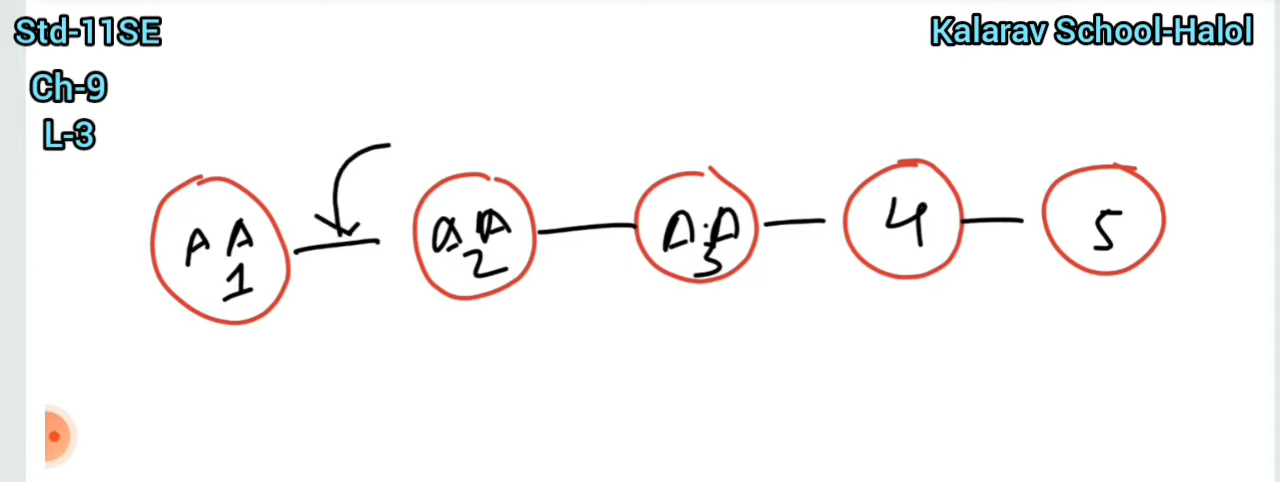 Std-11SE
Kalarav School-Halol
Ch-9
L-3
A A
1
a A
2
A A
3
4
5